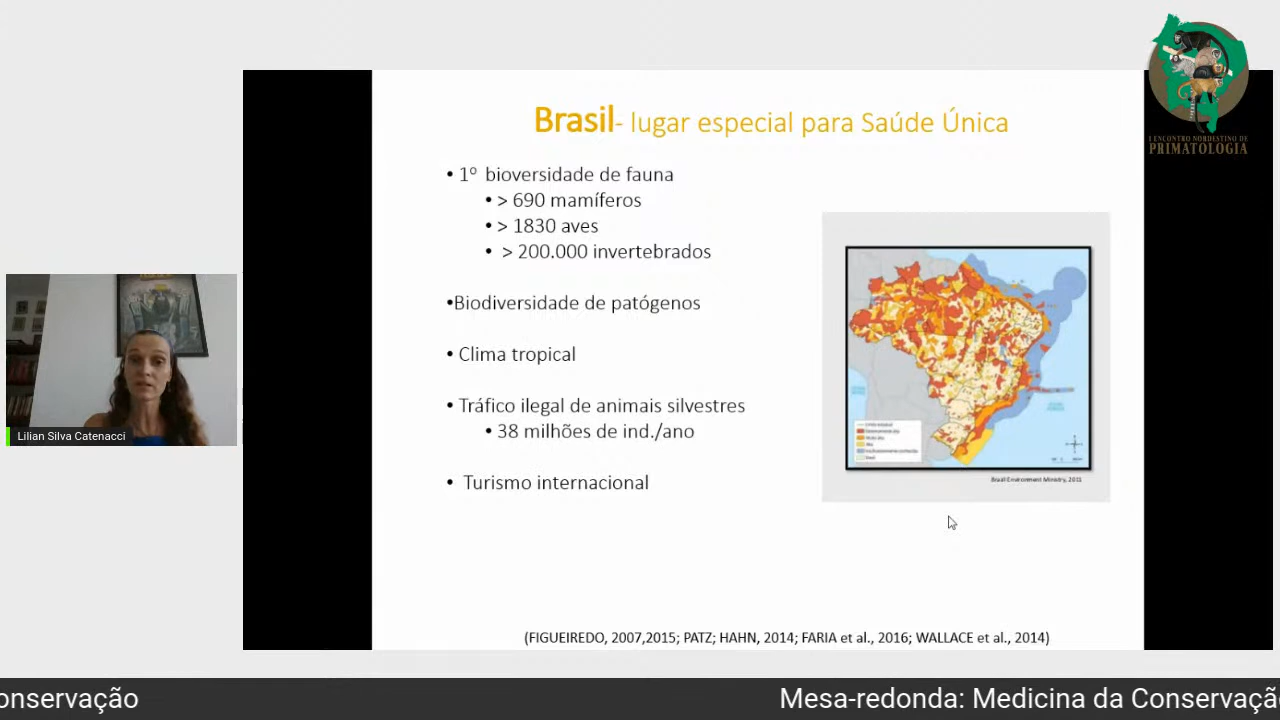 I ENCONTRO NORDESTINO DE
PRIMATOLOGIA
Brasil- lugar especial para Saúde Única
• 1º bioversidade de fauna
• > 690 mamíferos
• > 1830 aves
• > 200.000 invertebrados
•Biodiversidade de patógenos
• Clima tropical
• Tráfico ilegal de animais silvestres
• 38 milhões de ind./ano
• Turismo internacional
Brasil Environment Ministry, 2011
Lilian Silva Catenacci
(FIGUEIREDO, 2007,2015; PATZ; HAHN, 2014; FARIA et al., 2016; WALLACE et al., 2014)
onservação
Mesa-redonda: Medicina da Conservaçã